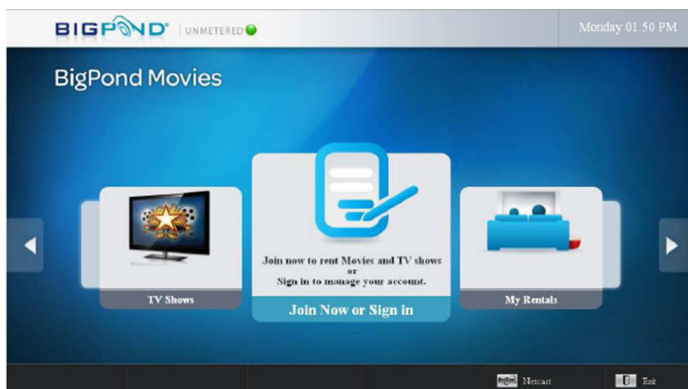 BIGPOND® UNMETERED
Monday 01.50 PM
BigPond Movies
Join now to rent Movies and TV shows
or
Sign in to manage your account.
TV Shows
Join Now or Sign in
My Rentals
Netcast
Exit